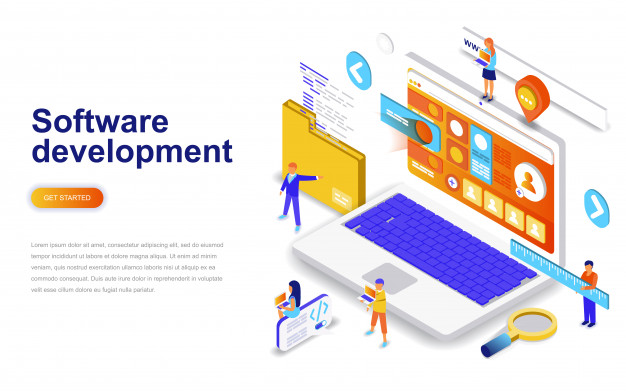 Software
development
GET STARTED
Lorem ipsum dolor sit amet, consectetur adipiscing elit,
sed do eiusmod tempor incididunt ut labore et dolore
magna aliqua. Ut enim ad minim veniam, quis nostrud
exercitation ullamco laboris nisi ut aliquip ex ea commodo
consequat. Duis aute irure dolor in reprehenderit in voluptate velit
esse cillum dolore eu fugiat nulla pariatur.